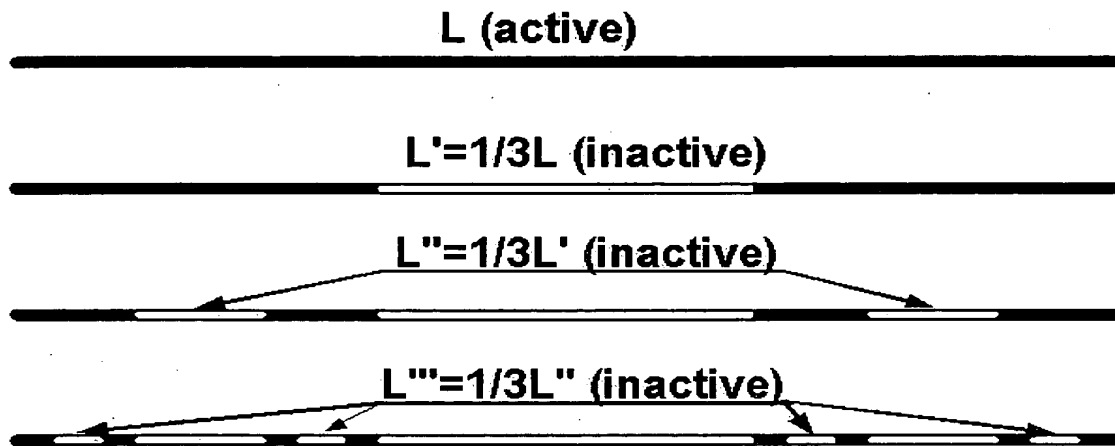 L (active)
L'=1/3L (inactive)
L''=1/3L' (inactive)
L'''=1/3L'' (inactive)